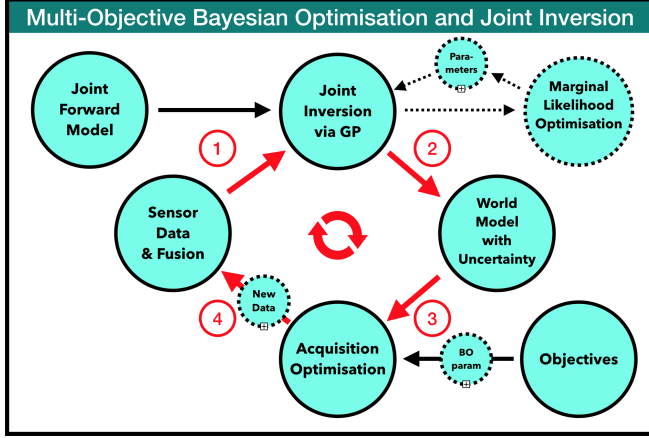 Multi-Objective Bayesian Optimisation and Joint Inversion
Joint
Forward
Model
Joint
Inversion
via GP
Para-
meters
Marginal
Likelihood
Optimisation
1
2
Sensor
Data
& Fusion
World
Model
with
Uncertainty
4
New
Data
3
Acquisition
Optimisation
BO
param
Objectives